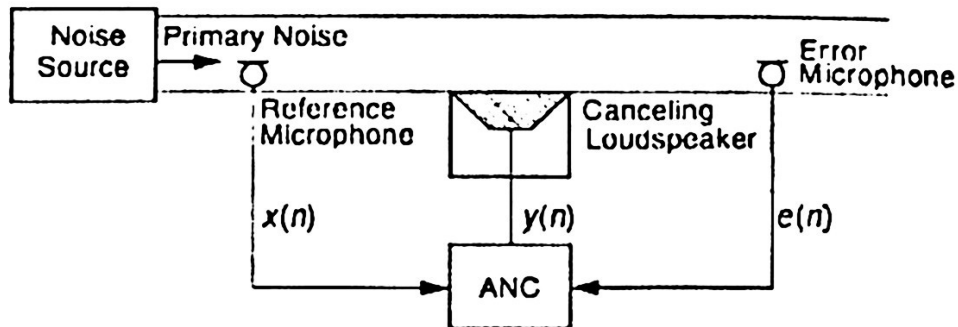 Noise
Source
Primary Noise
Error
Microphone
Reference
Microphone
Canceling
Loudspeaker
x(n)
y(n)
e(n)
ANC